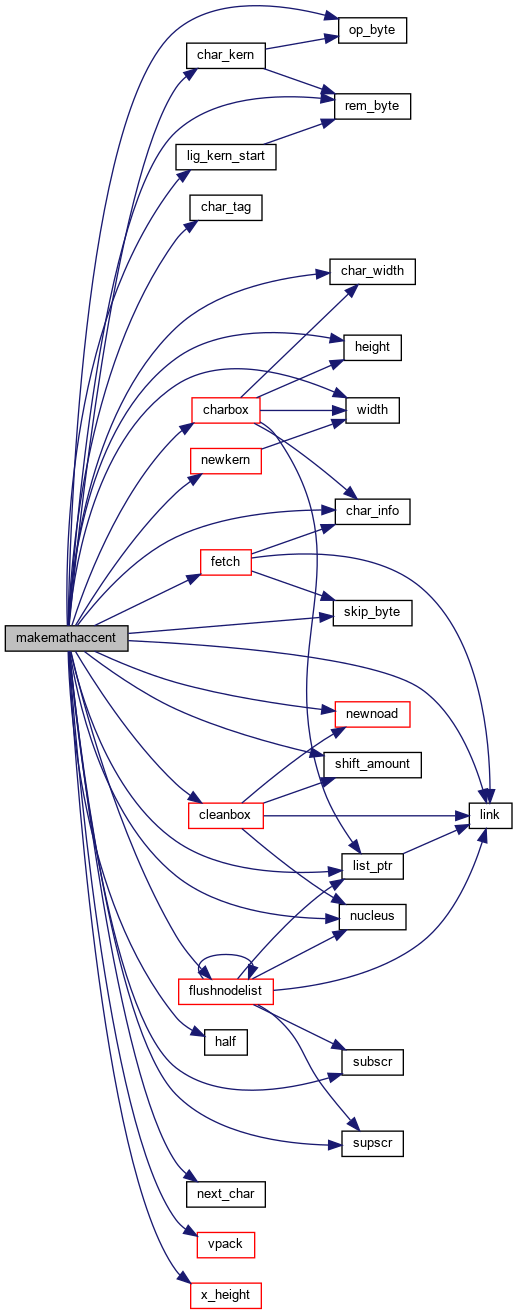 op_byte
char_kern
rem_byte
lig_kern_start
char_tag
char_width
height
charbox
width
newkern
char_info
fetch
skip_byte
makemathaccent
newnoad
shift_amount
cleanbox
link
list_ptr
nucleus
flushnodelist
half
subscr
supscr
next_char
vpack
x_height